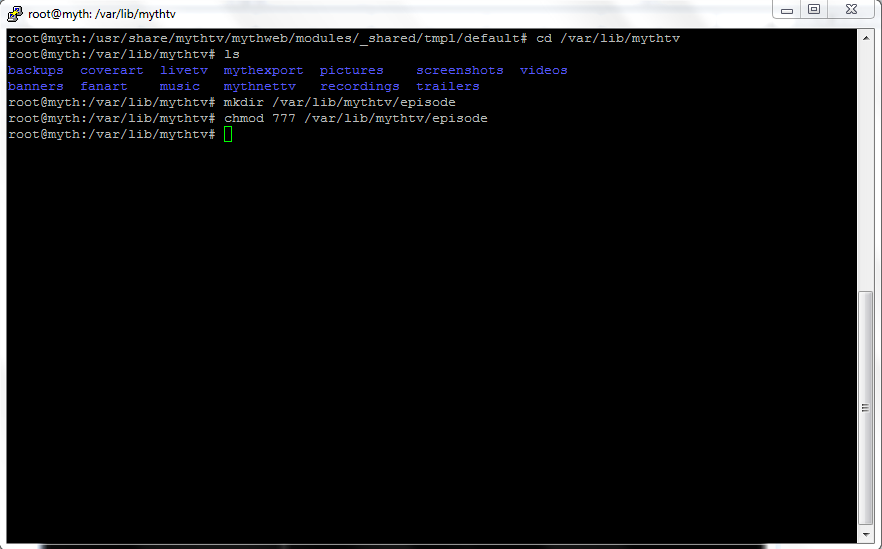 root@myth: /var/lib/mythtv
root@myth:/usr/share/mythtv/mythweb/modules/_shared/tmpl/default# cd /var/lib/mythtv
root@myth:/var/lib/mythtv# ls
backups  coverart  livetv  mythexport  pictures    screenshots  videos
banners  fanart    music   mythnettv   recordings  trailers
root@myth:/var/lib/mythtv# mkdir /var/lib/mythtv/episode
root@myth:/var/lib/mythtv# chmod 777 /var/lib/mythtv/episode
root@myth:/var/lib/mythtv#